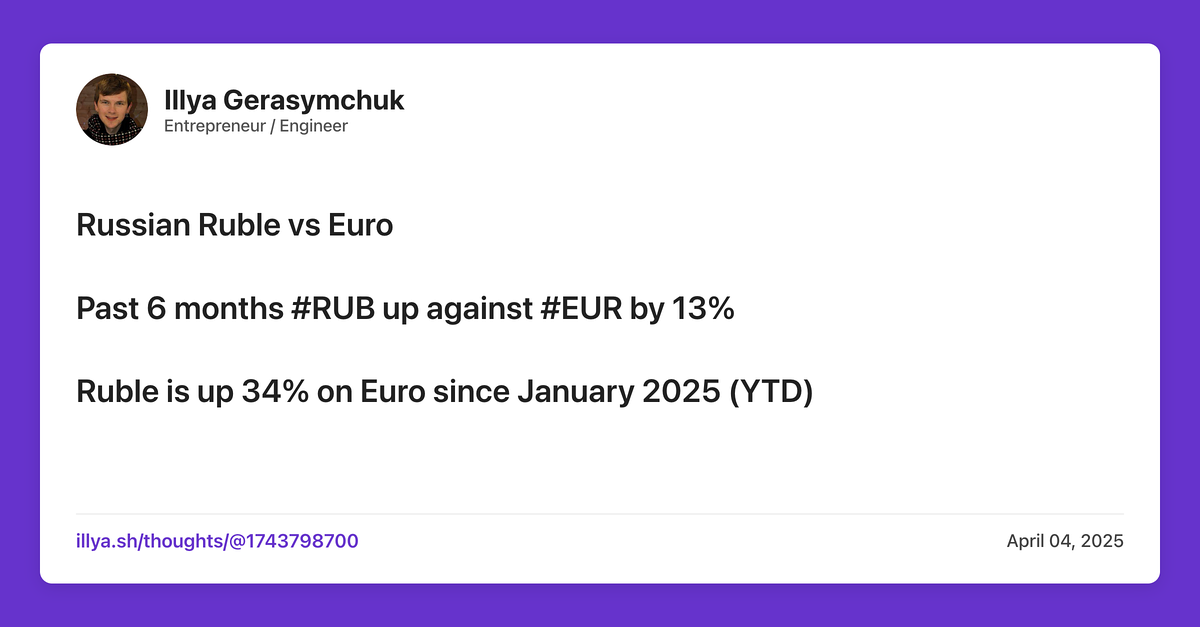 Illya Gerasymchuk
Entrepreneur / Engineer
Russian Ruble vs Euro
Past 6 months #RUB up against #EUR by 13%
Ruble is up 34% on Euro since January 2025 (YTD)
illya.sh/thoughts/@1743798700
April 04, 2025